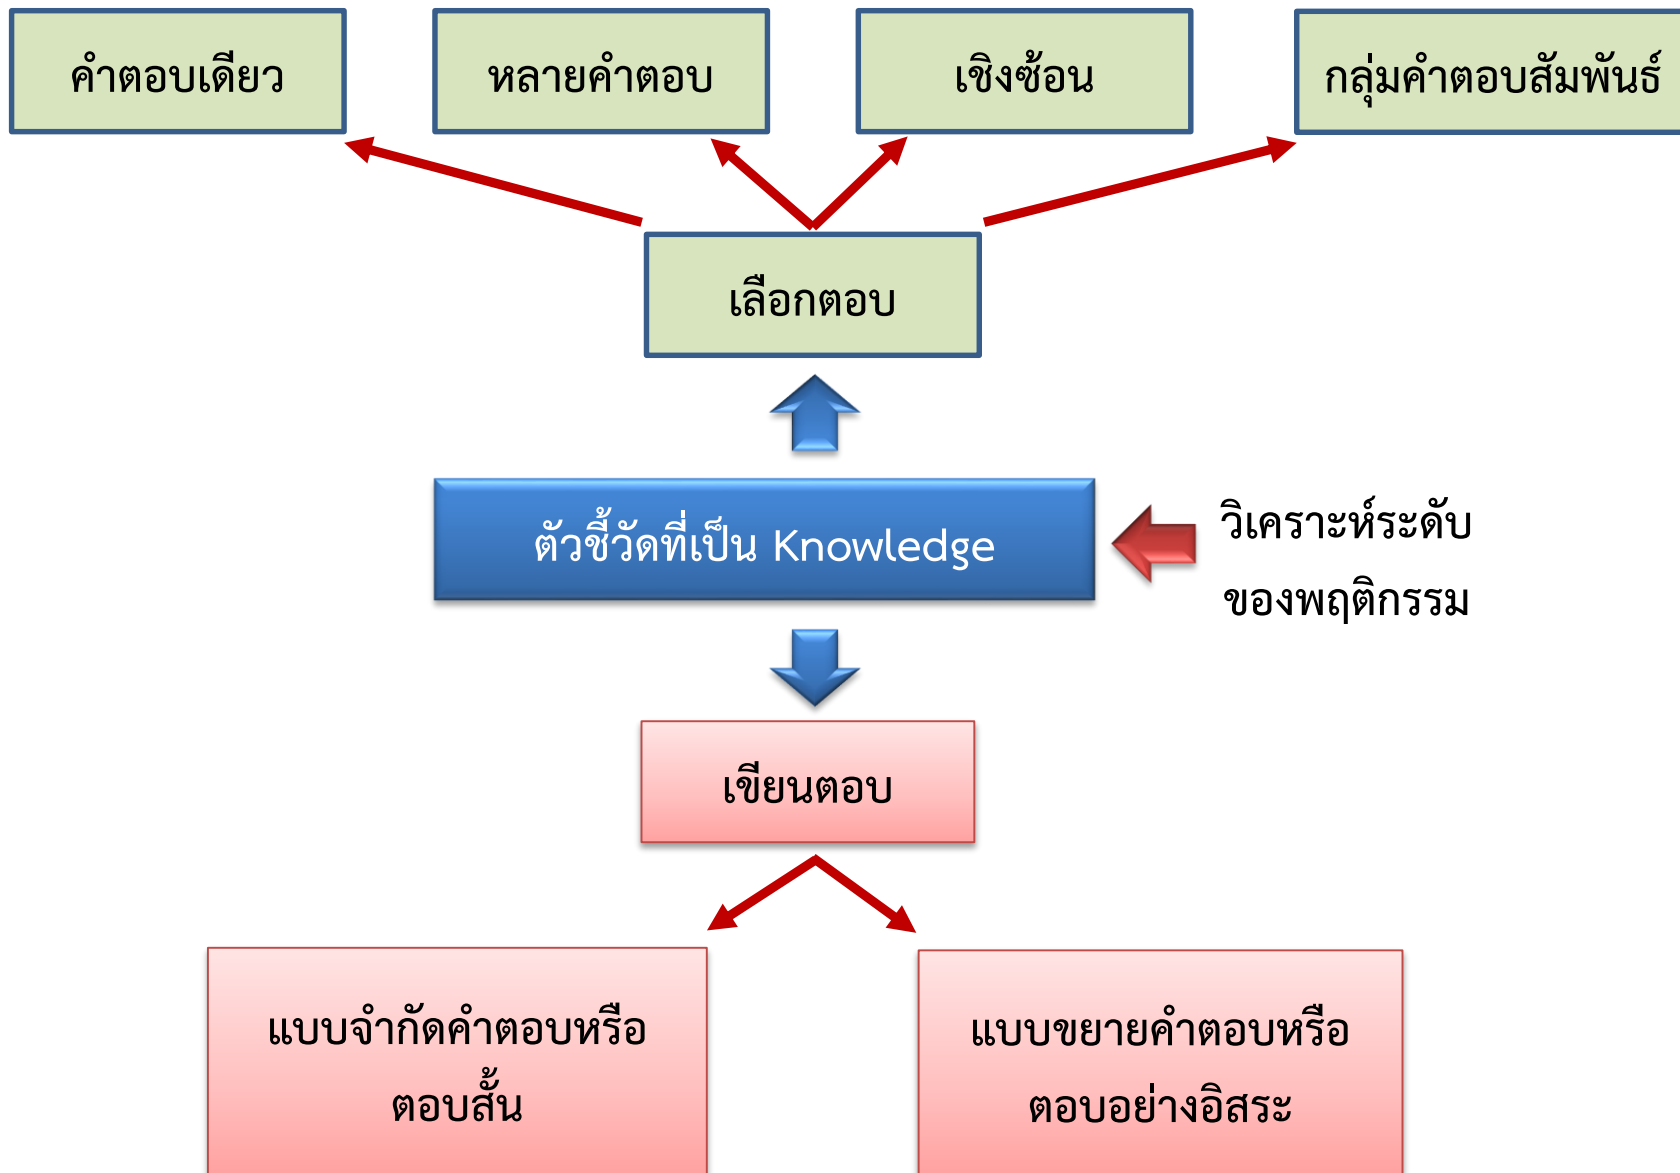 คำตอบเดียว
หลายคำตอบ
เชิงซ้อน
กลุ่มคำตอบสัมพันธ์
เลือกตอบ
ตัวชี้วัดที่เป็น Knowledge
วิเคราะห์ระดับ
ของพฤติกรรม
เขียนตอบ
แบบจำกัดคำตอบหรือ
ตอบสั้น
แบบขยายคำตอบหรือ
ตอบอย่างอิสระ